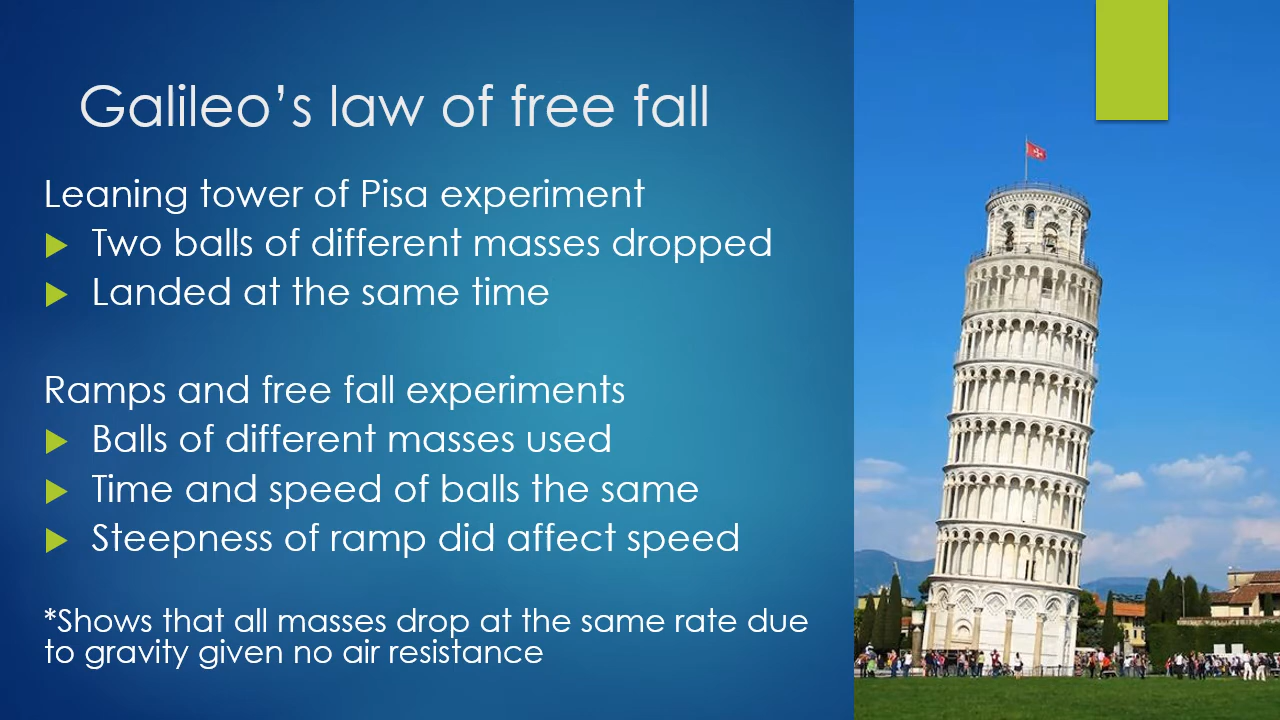 Galileo’s law of free fall
Leaning tower of Pisa experiment
Two balls of different masses dropped
Landed at the same time
Ramps and free fall experiments
Balls of different masses used
Time and speed of balls the same
Steepness of ramp did affect speed
*Shows that all masses drop at the same rate due
to gravity given no air resistance